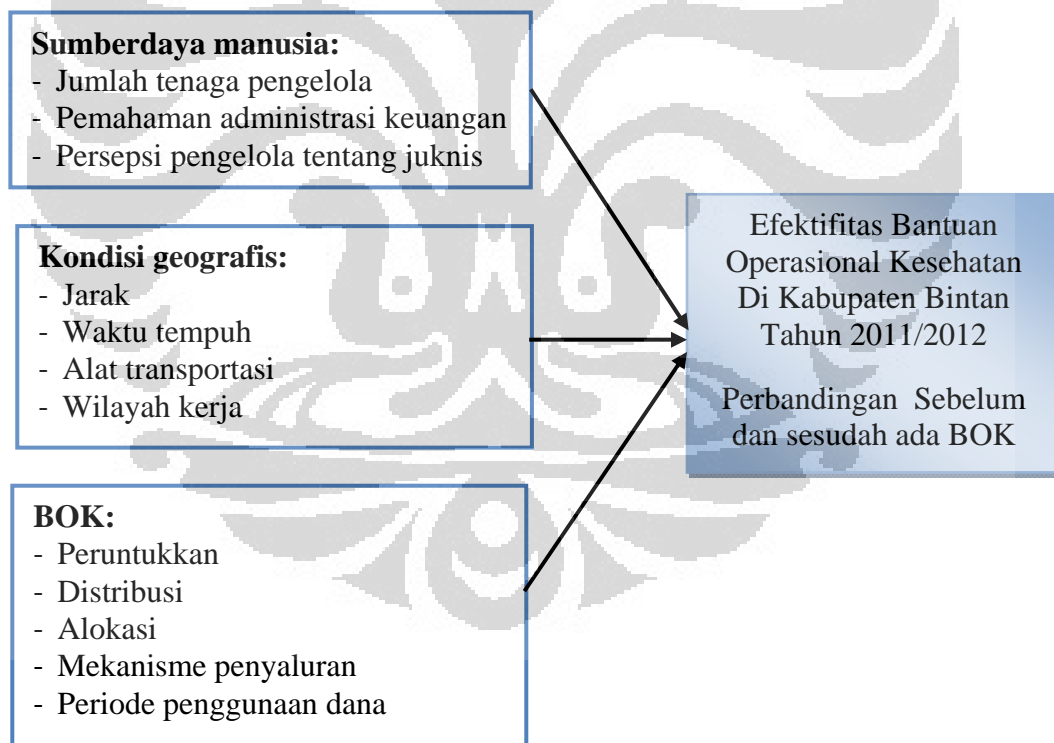 Sumberdaya manusia:
- Jumlah tenaga pengelola
- Pemahaman administrasi keuangan
- Persepsi pengelola tentang juknis
Kondisi geografis:
- Jarak
- Waktu tempuh
- Alat transportasi
- Wilayah kerja
BOK:
- Peruntukkan
- Distribusi
- Alokasi
- Mekanisme penyaluran
- Periode penggunaan dana
Efektifitas Bantuan
Operasional Kesehatan
Di Kabupaten Bintan
Tahun 2011/2012
Perbandingan Sebelum
dan sesudah ada BOK